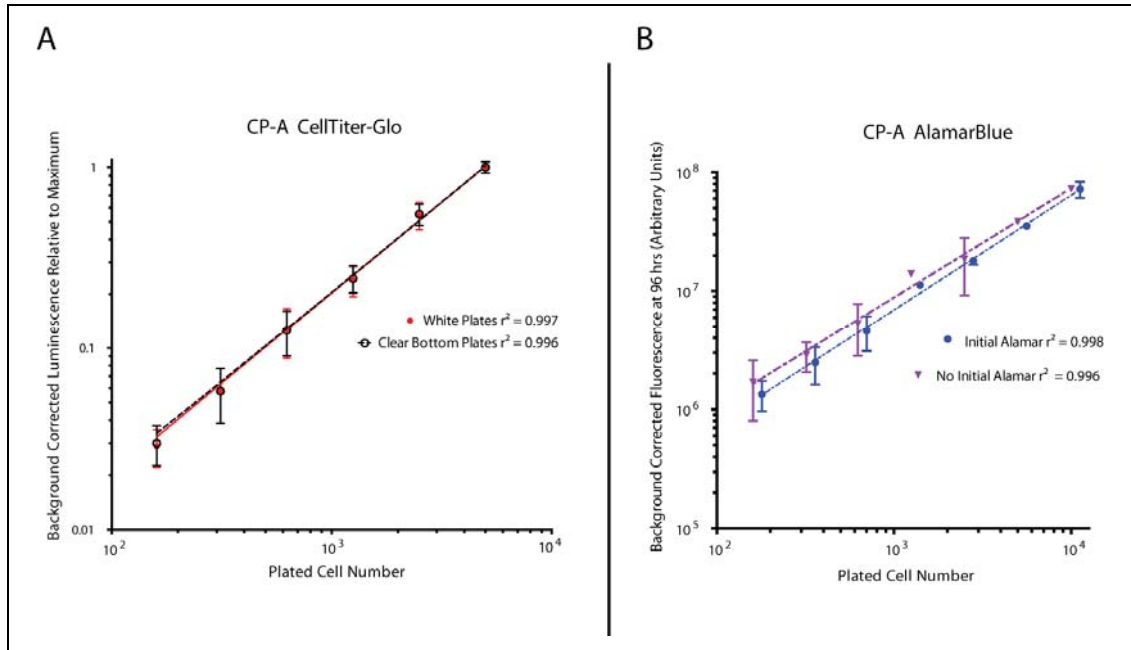 A
CP-A CellTiter-Glo
Background Corrected Luminescence Relative to Maximum
1
0.1
0.01
White Plates r² = 0.997
Clear Bottom Plates r² = 0.996
10²
10³
10⁴
Plated Cell Number
B
CP-A AlamarBlue
Background Corrected Fluorescence at 96 hrs (Arbitrary Units)
10⁸
10⁷
10⁶
10⁵
Initial Alamar r² = 0.998
No Initial Alamar r² = 0.996
10²
10³
10⁴
Plated Cell Number